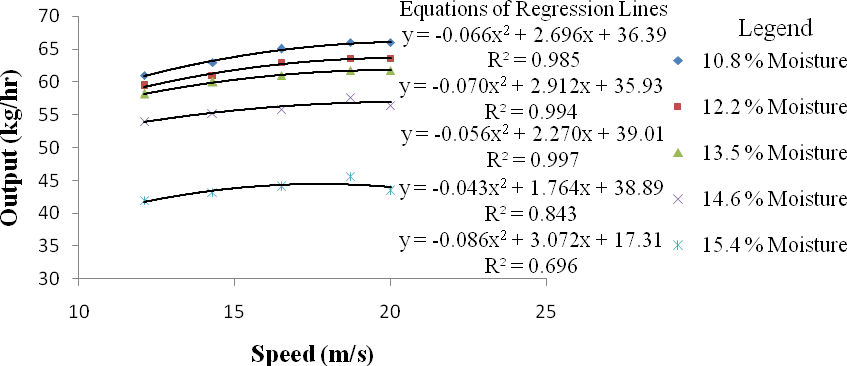 Equations of Regression Lines
y = -0.066x² + 2.696x + 36.39
R² = 0.985
y = -0.070x² + 2.912x + 35.93
R² = 0.994
y = -0.056x² + 2.270x + 39.01
R² = 0.997
y = -0.043x² + 1.764x + 38.89
R² = 0.843
y = -0.086x² + 3.072x + 17.31
R² = 0.696
Legend
10.8 % Moisture
12.2 % Moisture
13.5 % Moisture
14.6 % Moisture
15.4 % Moisture
Output (kg/hr)
70
65
60
55
50
45
40
35
30
10
15
20
25
Speed (m/s)